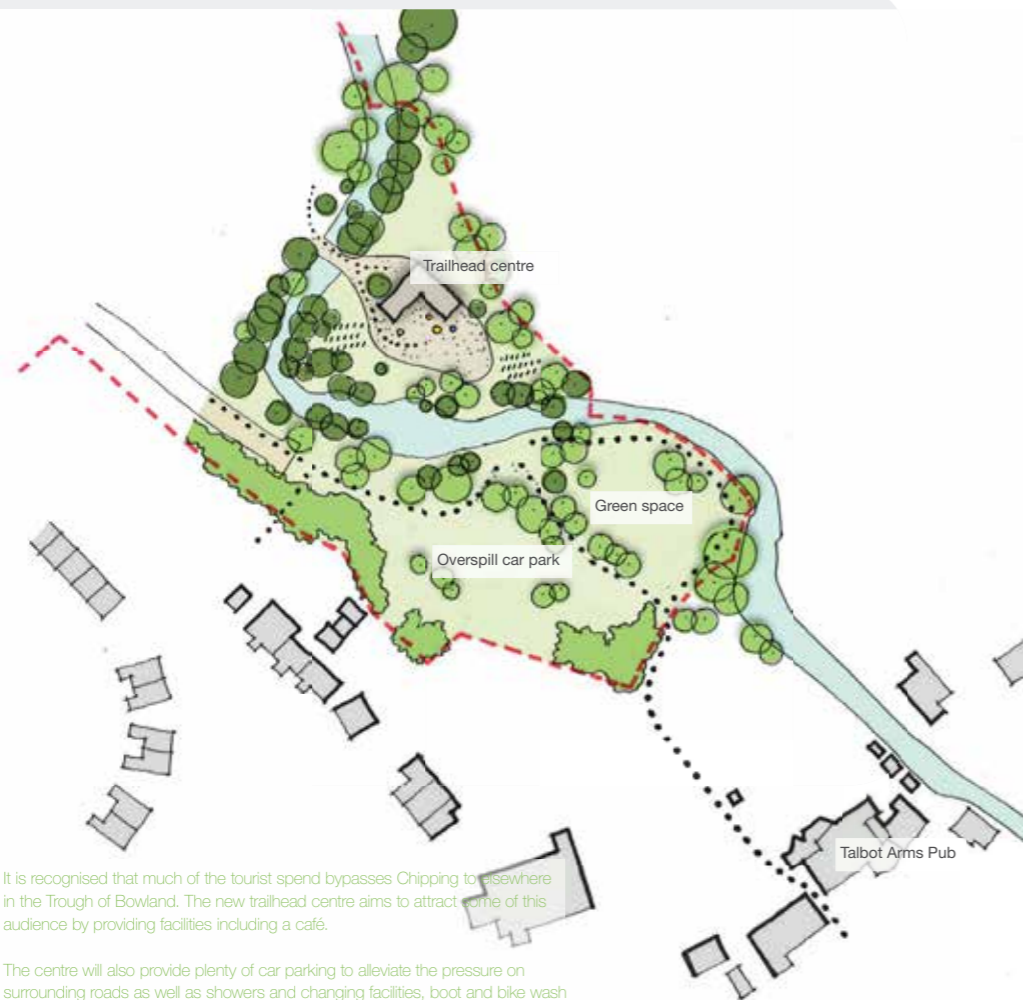 Trailhead centre
Green space
Overspill car park
Talbot Arms Pub
It is recognised that much of the tourist spend bypasses Chipping to elsewhere
in the Trough of Bowland. The new trailhead centre aims to attract some of this
audience by providing facilities including a café.
The centre will also provide plenty of car parking to alleviate the pressure on
surrounding roads as well as showers and changing facilities, boot and bike wash